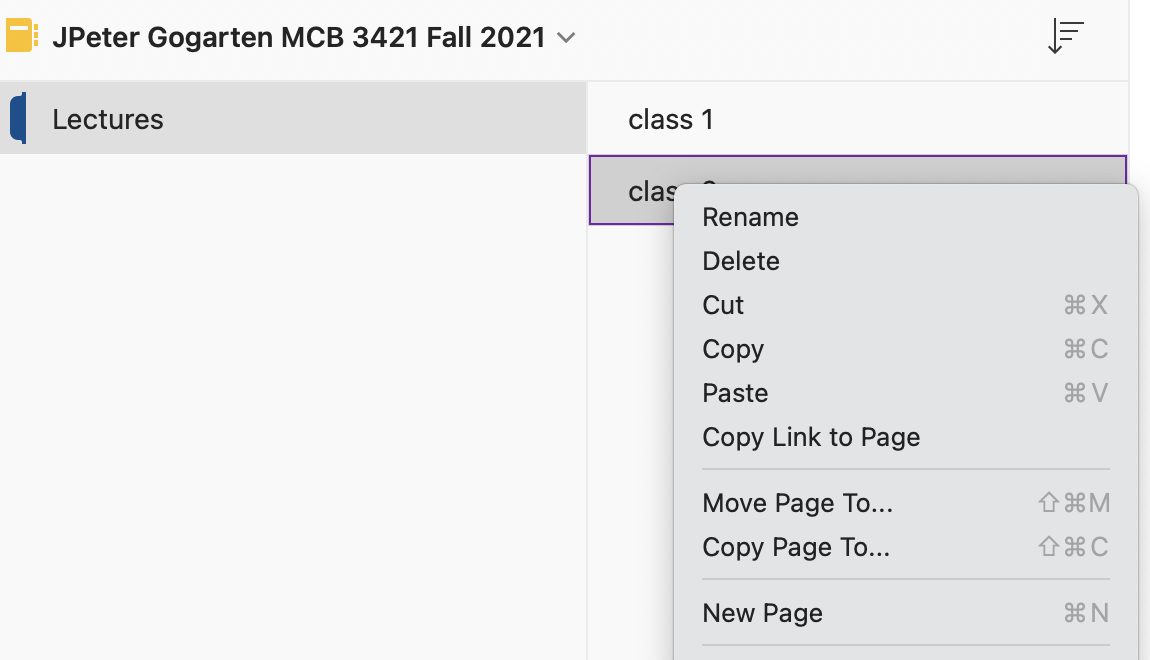 JPeter Gogarten MCB 3421 Fall 2021
Lectures
class 1
Rename
Delete
Cut ⌘X
Copy ⌘C
Paste ⌘V
Copy Link to Page
Move Page To... ⇧⌘M
Copy Page To... ⇧⌘C
New Page ⌘N